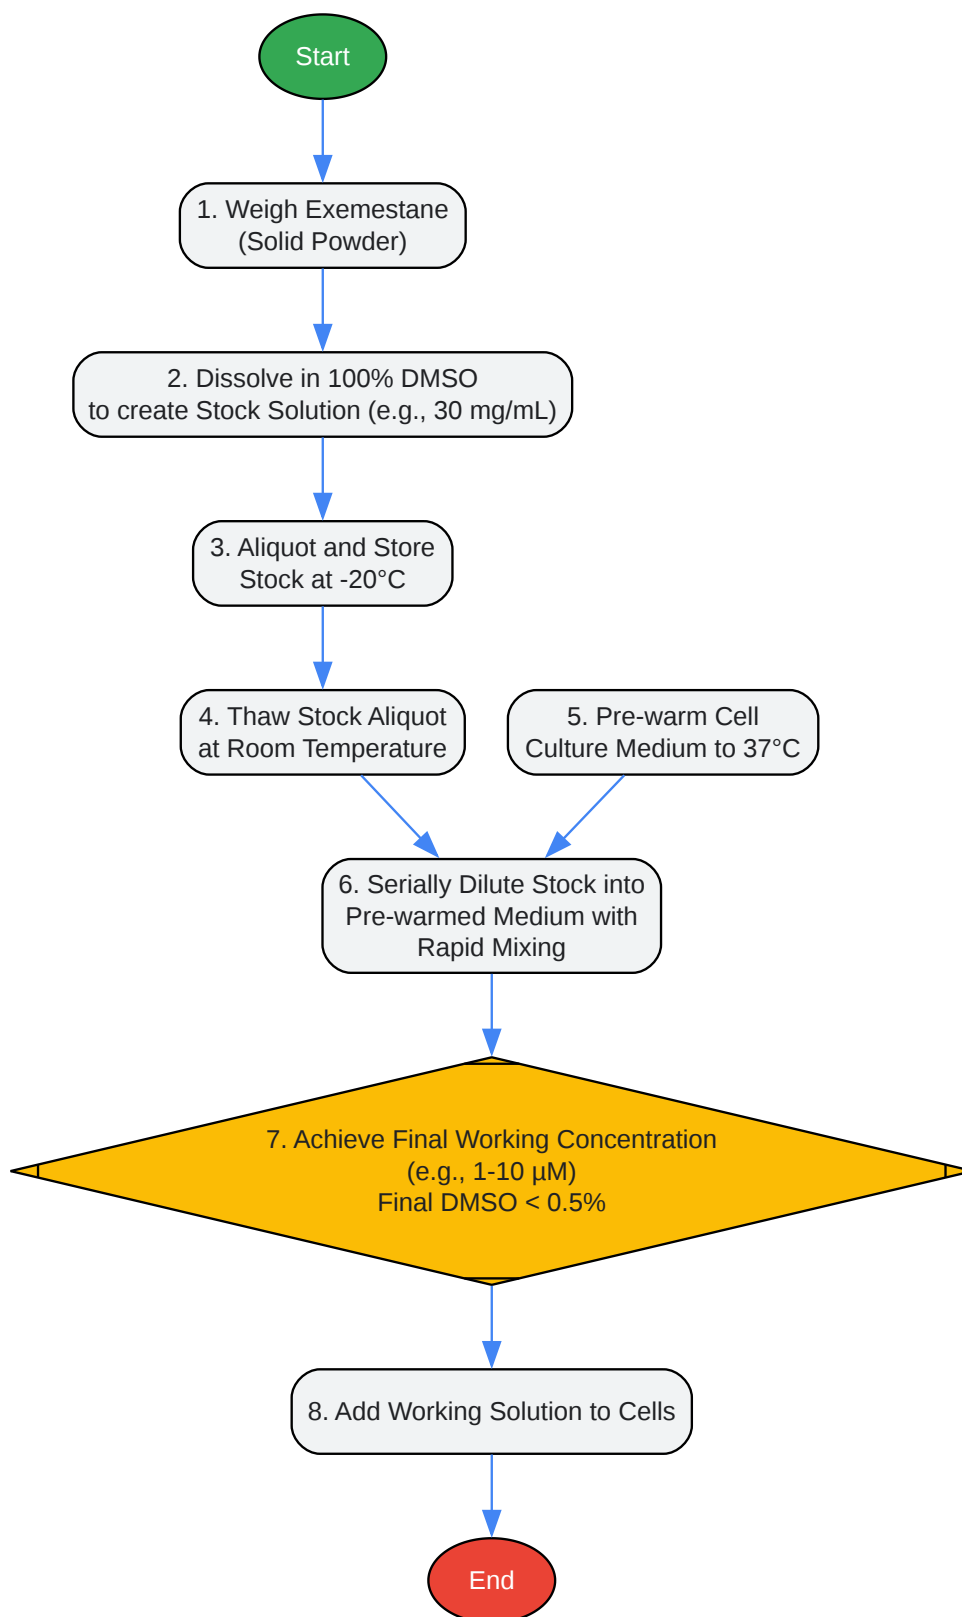 Start
1. Weigh Exemestane
(Solid Powder)
2. Dissolve in 100% DMSO
to create Stock Solution (e.g., 30 mg/mL)
3. Aliquot and Store
Stock at -20°C
4. Thaw Stock Aliquot
at Room Temperature
5. Pre-warm Cell
Culture Medium to 37°C
6. Serially Dilute Stock into
Pre-warmed Medium with
Rapid Mixing
7. Achieve Final Working Concentration
(e.g., 1-10 µM)
Final DMSO < 0.5%
8. Add Working Solution to Cells
End